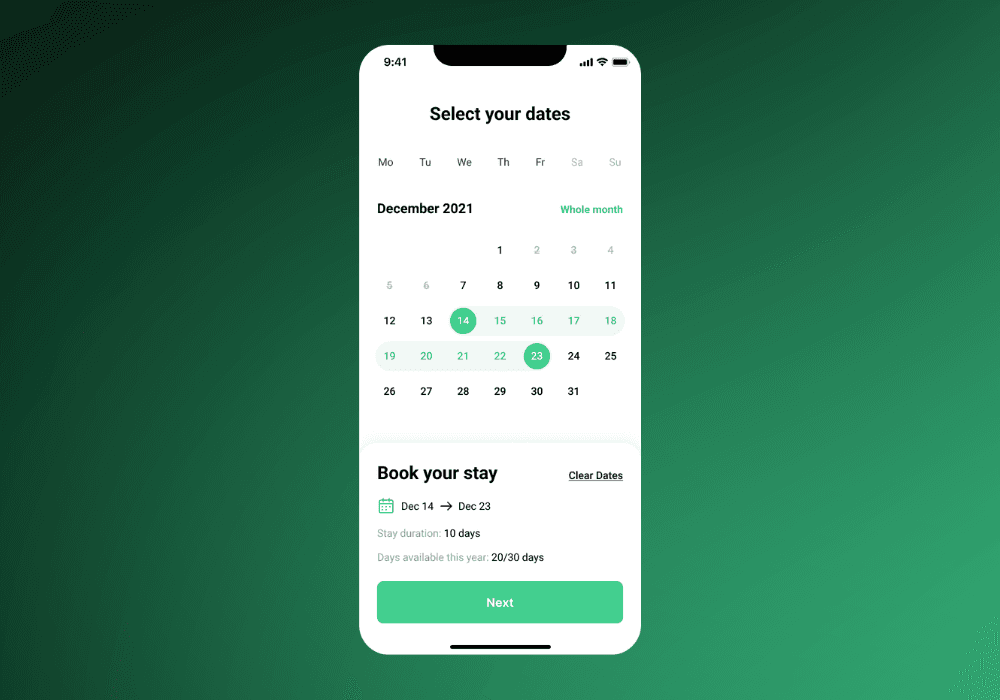 9:41
Select your dates
Mo Tu We Th Fr Sa Su
December 2021 Whole month
1 2 3 4
5 6 7 8 9 10 11
12 13 14 15 16 17 18
19 20 21 22 23 24 25
26 27 28 29 30 31
Book your stay Clear Dates
Dec 14 → Dec 23
Stay duration: 10 days
Days available this year: 20/30 days
Next